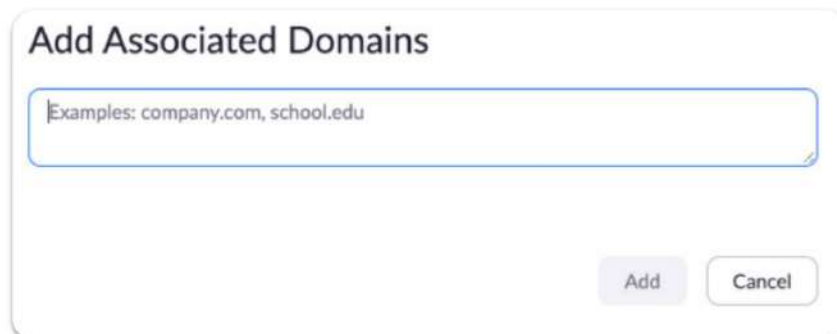 Add Associated Domains
Examples: company.com, school.edu
Add
Cancel